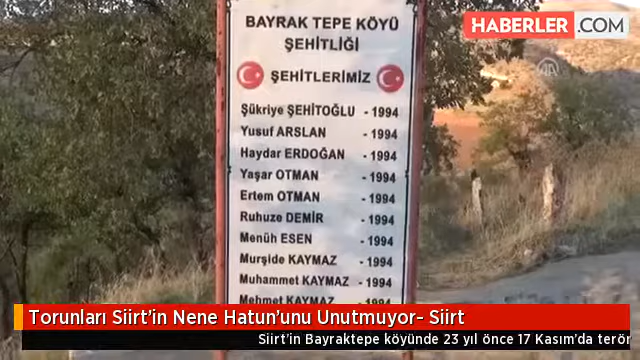 HABERLER.COM
BAYRAK TEPE KÖYÜ
ŞEHİTLİĞİ
ŞEHİTLERİMİZ
Şükriye ŞEHİTOĞLU - 1994
Yusuf ARSLAN - 1994
Haydar ERDOĞAN - 1994
Yaşar OTMAN - 1994
Ertem OTMAN - 1994
Ruhuze DEMİR - 1994
Menüh ESEN - 1994
Murşide KAYMAZ - 1994
Muhammet KAYMAZ - 1994
Mehmet KAYMAZ - 1994
Torunları Siirt'in Nene Hatun'unu Unutmuyor- Siirt
Siirt'in Bayraktepe köyünde 23 yıl önce 17 Kasım'da terör